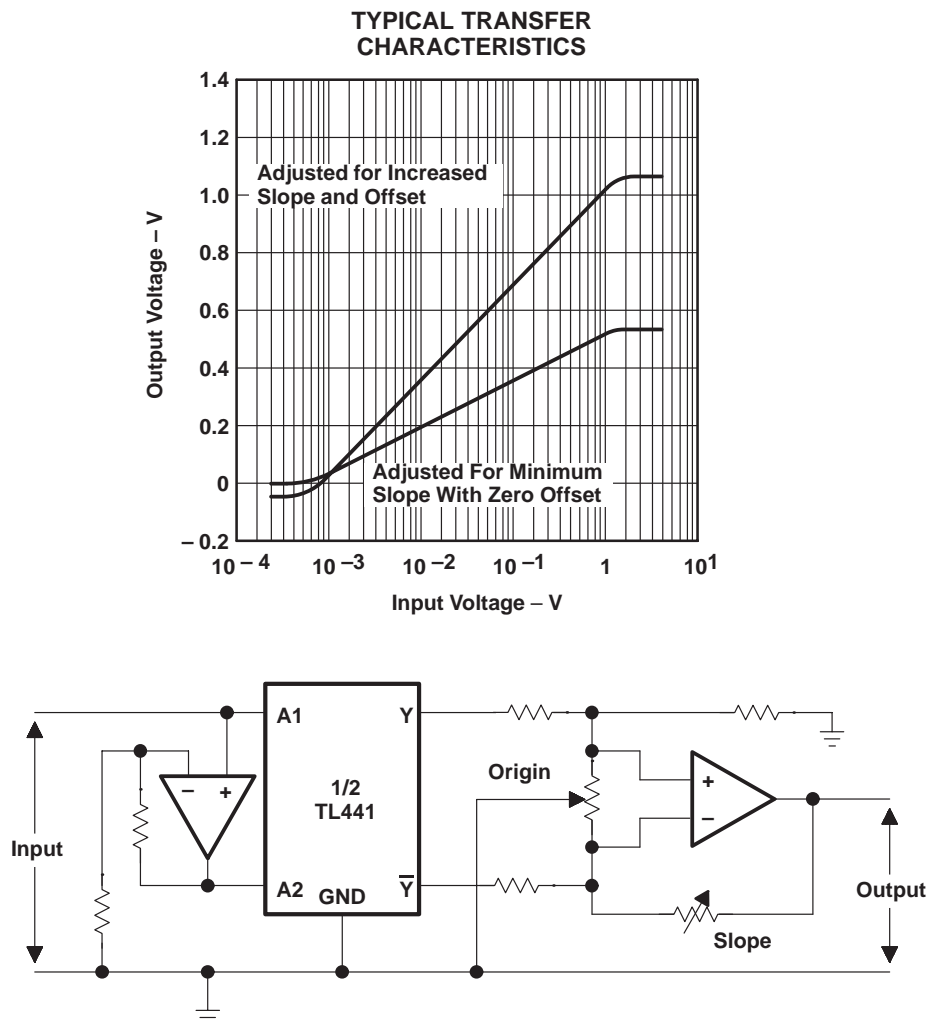 TYPICAL TRANSFER
CHARACTERISTICS
1.4
1.2
1.0
0.8
0.6
0.4
0.2
0
– 0.2
Output Voltage – V
Adjusted for Increased
Slope and Offset
Adjusted For Minimum
Slope With Zero Offset
10 – 4
10 –3
10 –2
10 –1
1
101
Input Voltage – V
A1
Y
– +
1/2
TL441
Origin
+
–
Input
A2
GND
Y̅
Output
Slope